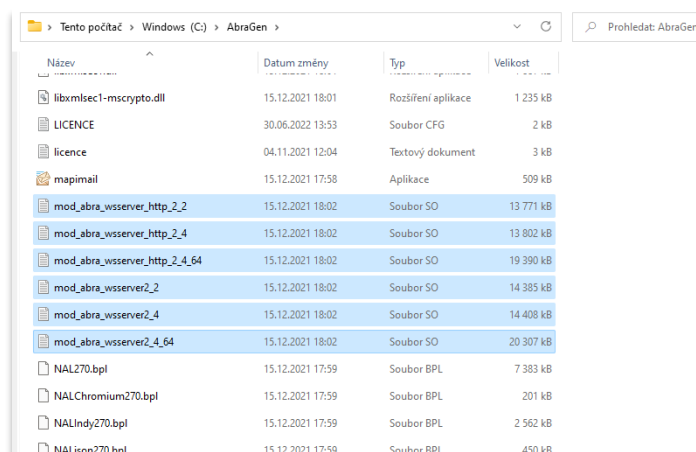 Tento počítač › Windows (C:) › AbraGen ›
Prohledat: AbraGen
Název Datum změny Typ Velikost
libxmlsec1-mscrypto.dll 15.12.2021 18:01 Rozšíření aplikace 1 235 kB
LICENCE 30.06.2022 13:53 Soubor CFG 2 kB
licence 04.11.2021 12:04 Textový dokument 3 kB
mapimail 15.12.2021 17:58 Aplikace 509 kB
mod_abra_wsserver_http_2_2 15.12.2021 18:02 Soubor SO 13 771 kB
mod_abra_wsserver_http_2_4 15.12.2021 18:02 Soubor SO 13 802 kB
mod_abra_wsserver_http_2_4_64 15.12.2021 18:02 Soubor SO 19 390 kB
mod_abra_wsserver2_2 15.12.2021 18:02 Soubor SO 14 385 kB
mod_abra_wsserver2_4 15.12.2021 18:02 Soubor SO 14 408 kB
mod_abra_wsserver2_4_64 15.12.2021 18:02 Soubor SO 20 307 kB
NAL270.bpl 15.12.2021 17:59 Soubor BPL 7 383 kB
NALChromium270.bpl 15.12.2021 17:59 Soubor BPL 201 kB
NALIndy270.bpl 15.12.2021 17:59 Soubor BPL 2 562 kB
NALjson270.bpl 15.12.2021 17:59 Soubor BPL 450 kB